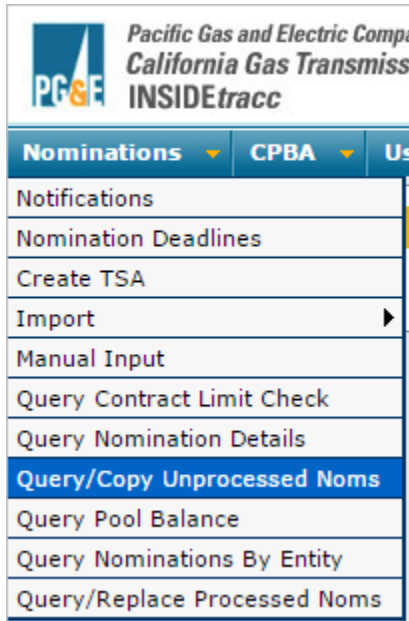 Pacific Gas and Electric Compa
California Gas Transmiss
INSIDEtracc
PG&E
Nominations CPBA Us
Notifications
Nomination Deadlines
Create TSA
Import
Manual Input
Query Contract Limit Check
Query Nomination Details
Query/Copy Unprocessed Noms
Query Pool Balance
Query Nominations By Entity
Query/Replace Processed Noms